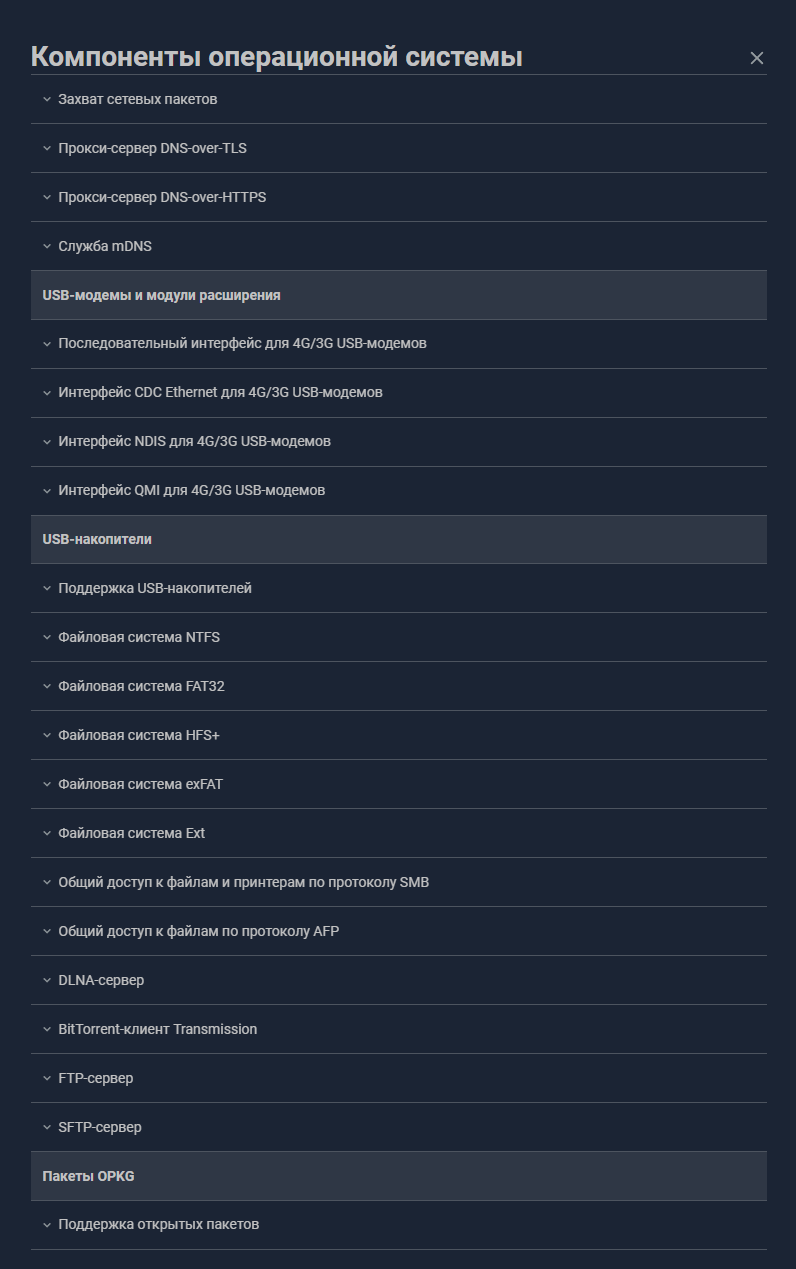 Компоненты операционной системы
Захват сетевых пакетов
Прокси-сервер DNS-over-TLS
Прокси-сервер DNS-over-HTTPS
Служба mDNS
USB-модемы и модули расширения
Последовательный интерфейс для 4G/3G USB-модемов
Интерфейс CDC Ethernet для 4G/3G USB-модемов
Интерфейс NDIS для 4G/3G USB-модемов
Интерфейс QMI для 4G/3G USB-модемов
USB-накопители
Поддержка USB-накопителей
Файловая система NTFS
Файловая система FAT32
Файловая система HFS+
Файловая система exFAT
Файловая система Ext
Общий доступ к файлам и принтерам по протоколу SMB
Общий доступ к файлам по протоколу AFP
DLNA-сервер
BitTorrent-клиент Transmission
FTP-сервер
SFTP-сервер
Пакеты OPKG
Поддержка открытых пакетов